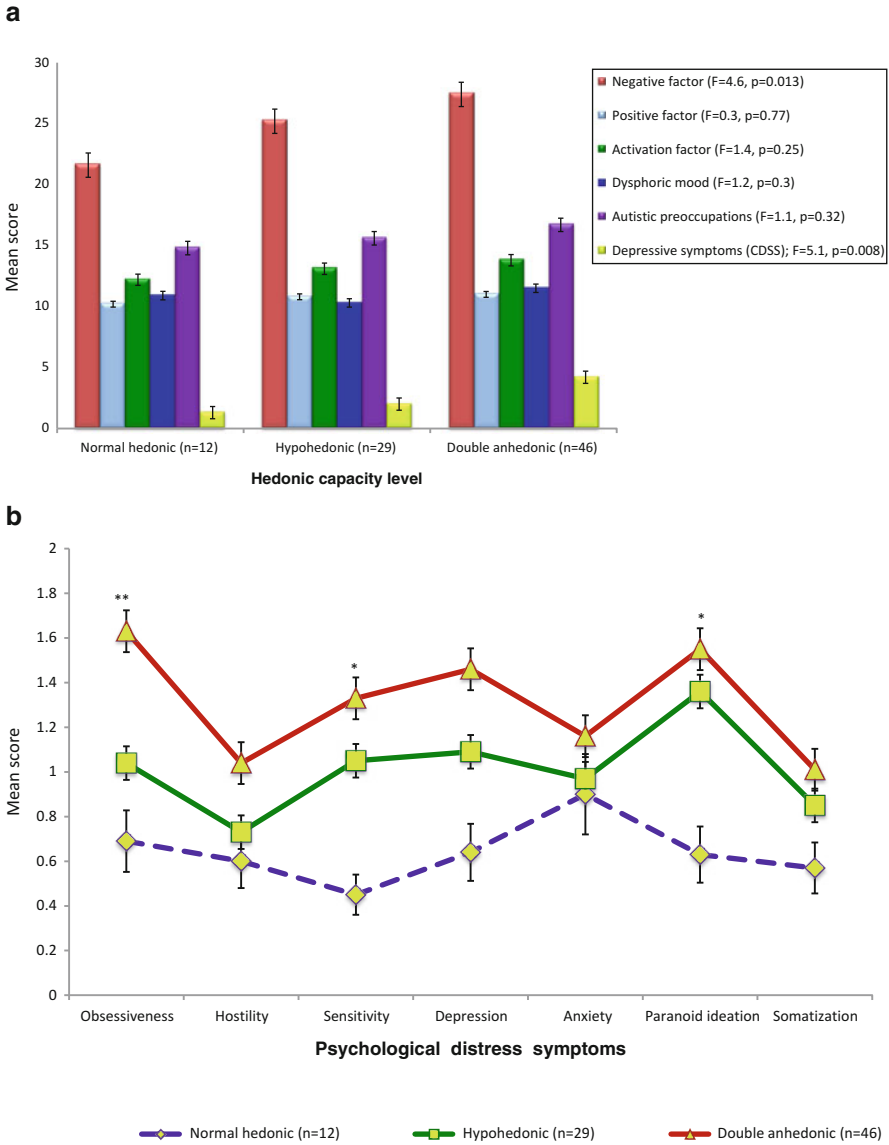 a
30
25
20
15
10
5
0
Mean score
Normal hedonic (n=12)
Hypohedonic (n=29)
Double anhedonic (n=46)
Hedonic capacity level
Negative factor (F=4.6, p=0.013)
Positive factor (F=0.3, p=0.77)
Activation factor (F=1.4, p=0.25)
Dysphoric mood (F=1.2, p=0.3)
Autistic preoccupations (F=1.1, p=0.32)
Depressive symptoms (CDSS); F=5.1, p=0.008)
b
2
1.8
1.6
1.4
1.2
1
0.8
0.6
0.4
0.2
0
Mean score
**
*
*
Obsessiveness
Hostility
Sensitivity
Depression
Anxiety
Paranoid ideation
Somatization
Psychological distress symptoms
Normal hedonic (n=12)
Hypohedonic (n=29)
Double anhedonic (n=46)